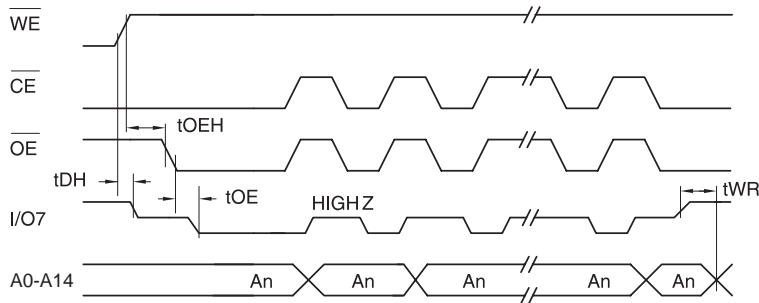 WE
CE
tOEH
OE
tDH
tOE
tWR
HIGH Z
I/O7
A0-A14 An An An An An